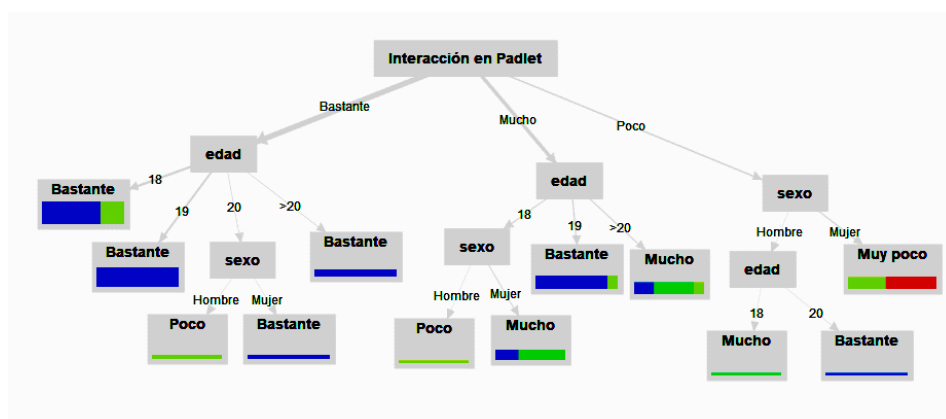 Interacción en Padlet
Bastante
Mucho
Poco
edad
edad
sexo
18
19
20
>20
18
19
>20
Hombre
Mujer
Bastante
Bastante
sexo
Bastante
sexo
Bastante
Mucho
edad
Muy poco
Hombre
Mujer
Hombre
Mujer
18
20
Poco
Bastante
Poco
Mucho
Mucho
Bastante